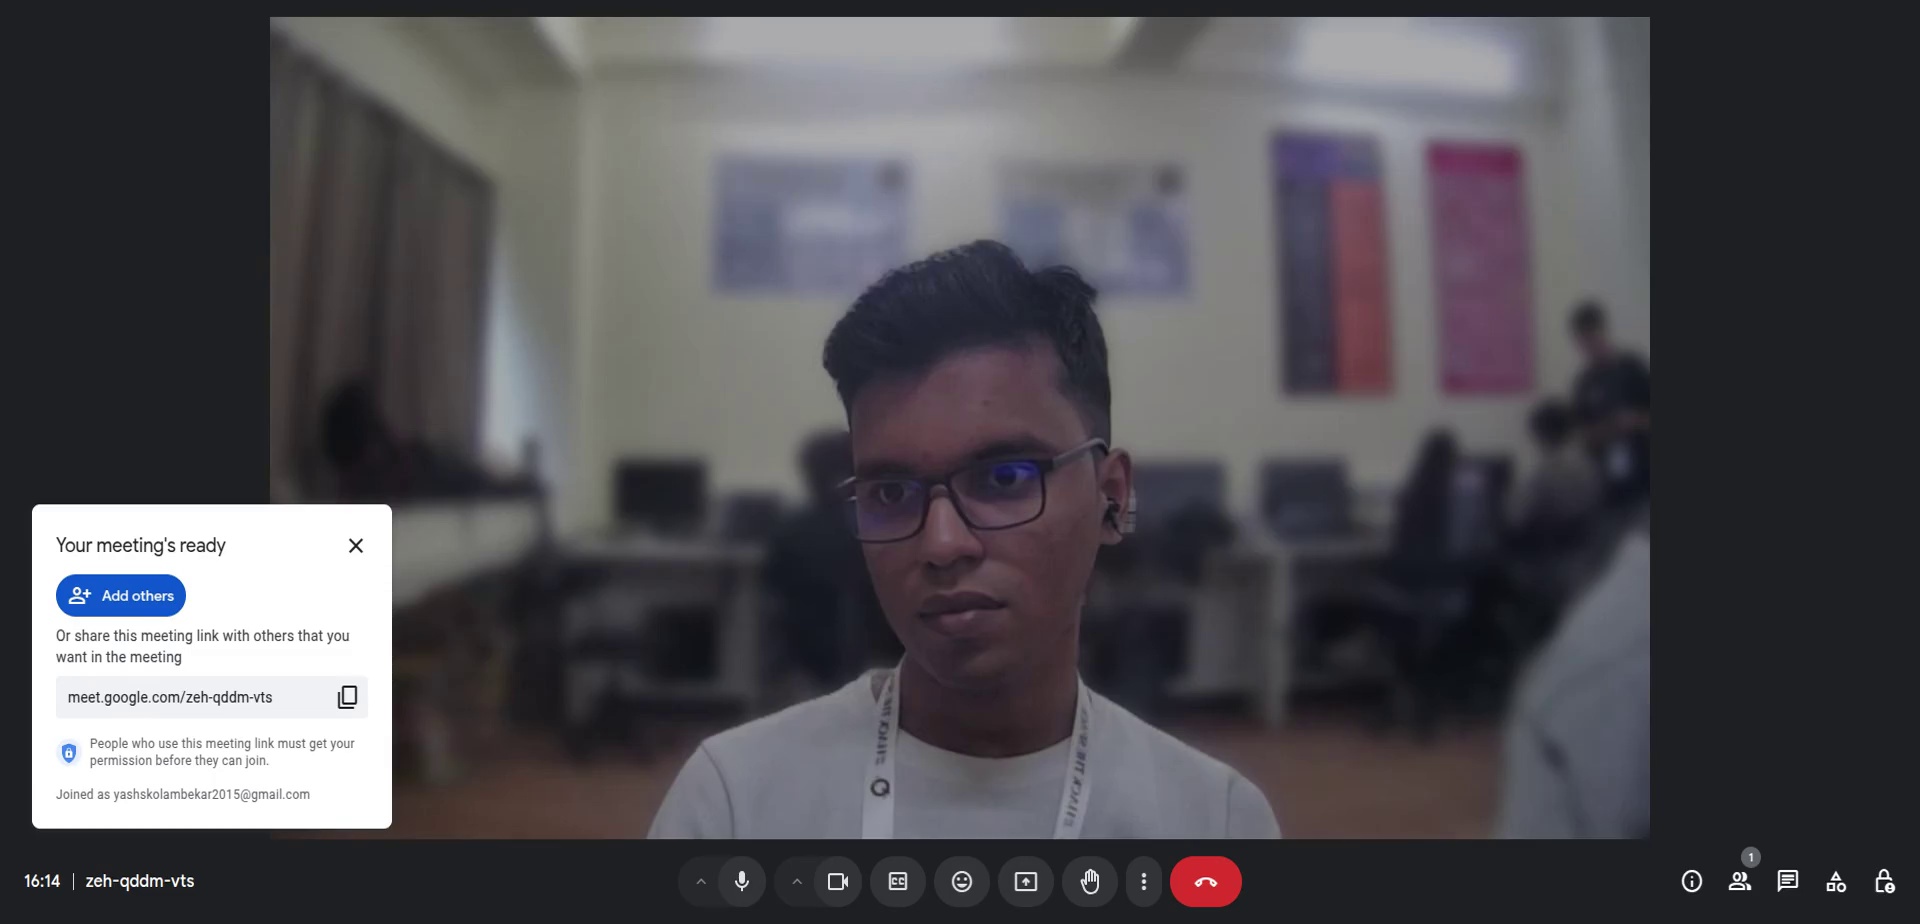 Your meeting's ready
Add others
Or share this meeting link with others that you
want in the meeting
meet.google.com/zeh-qddm-vts
People who use this meeting link must get your
permission before they can join.
Joined as yashskolambekar2015@gmail.com
16:14 | zeh-qddm-vts
CC
1